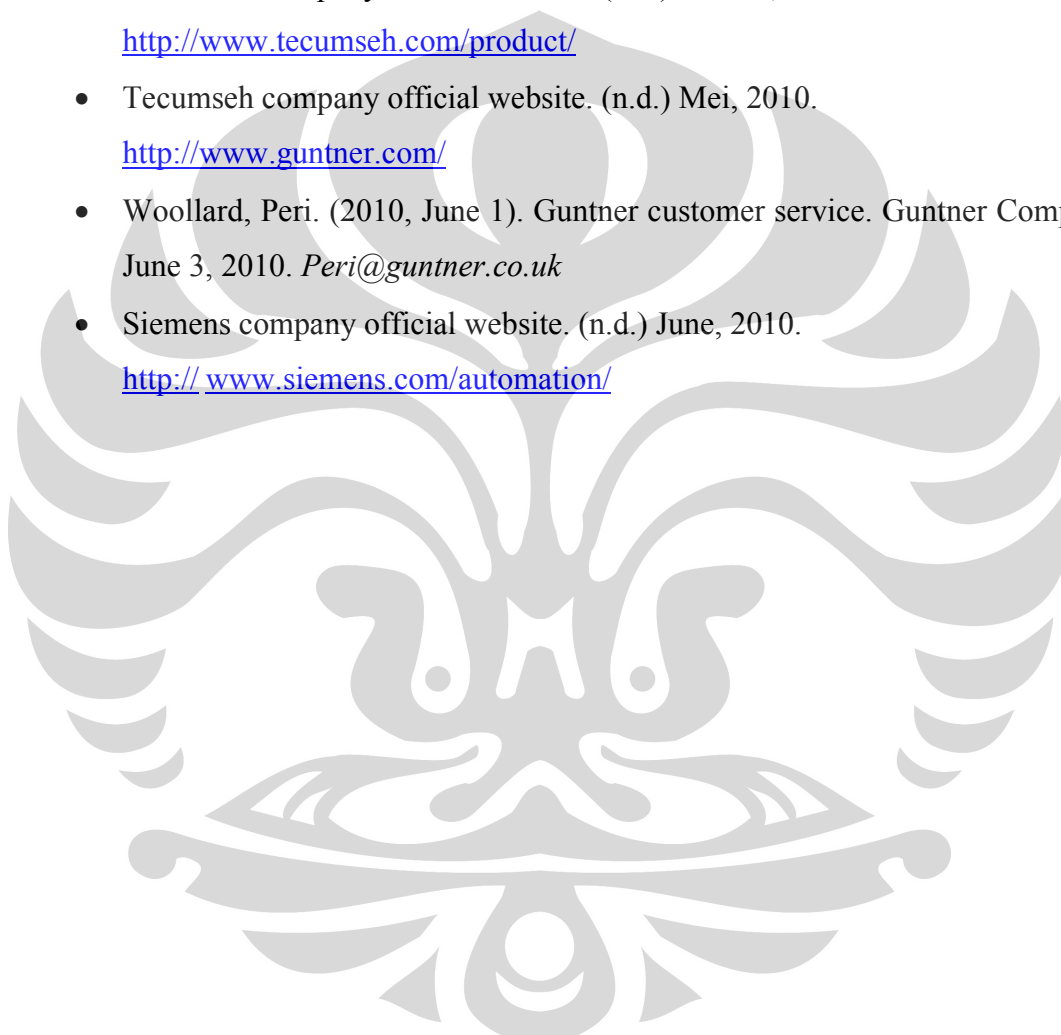 http://www.tecumseh.com/product/
• Tecumseh company official website. (n.d.) Mei, 2010.
http://www.guntner.com/
• Woollard, Peri. (2010, June 1). Guntner customer service. Guntner Comp
June 3, 2010. Peri@guntner.co.uk
• Siemens company official website. (n.d.) June, 2010.
http:// www.siemens.com/automation/